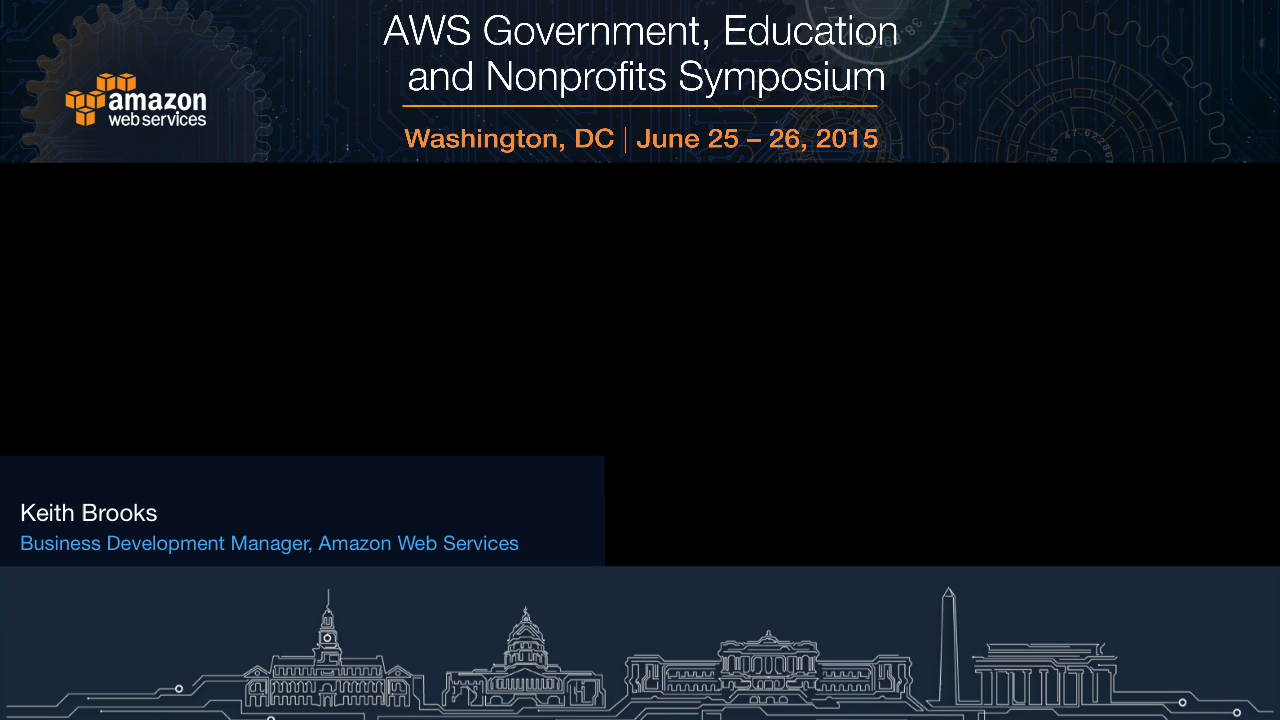 AWS Government, Education
and Nonprofits Symposium
amazon
web services
Washington, DC | June 25 – 26, 2015
Keith Brooks
Business Development Manager, Amazon Web Services